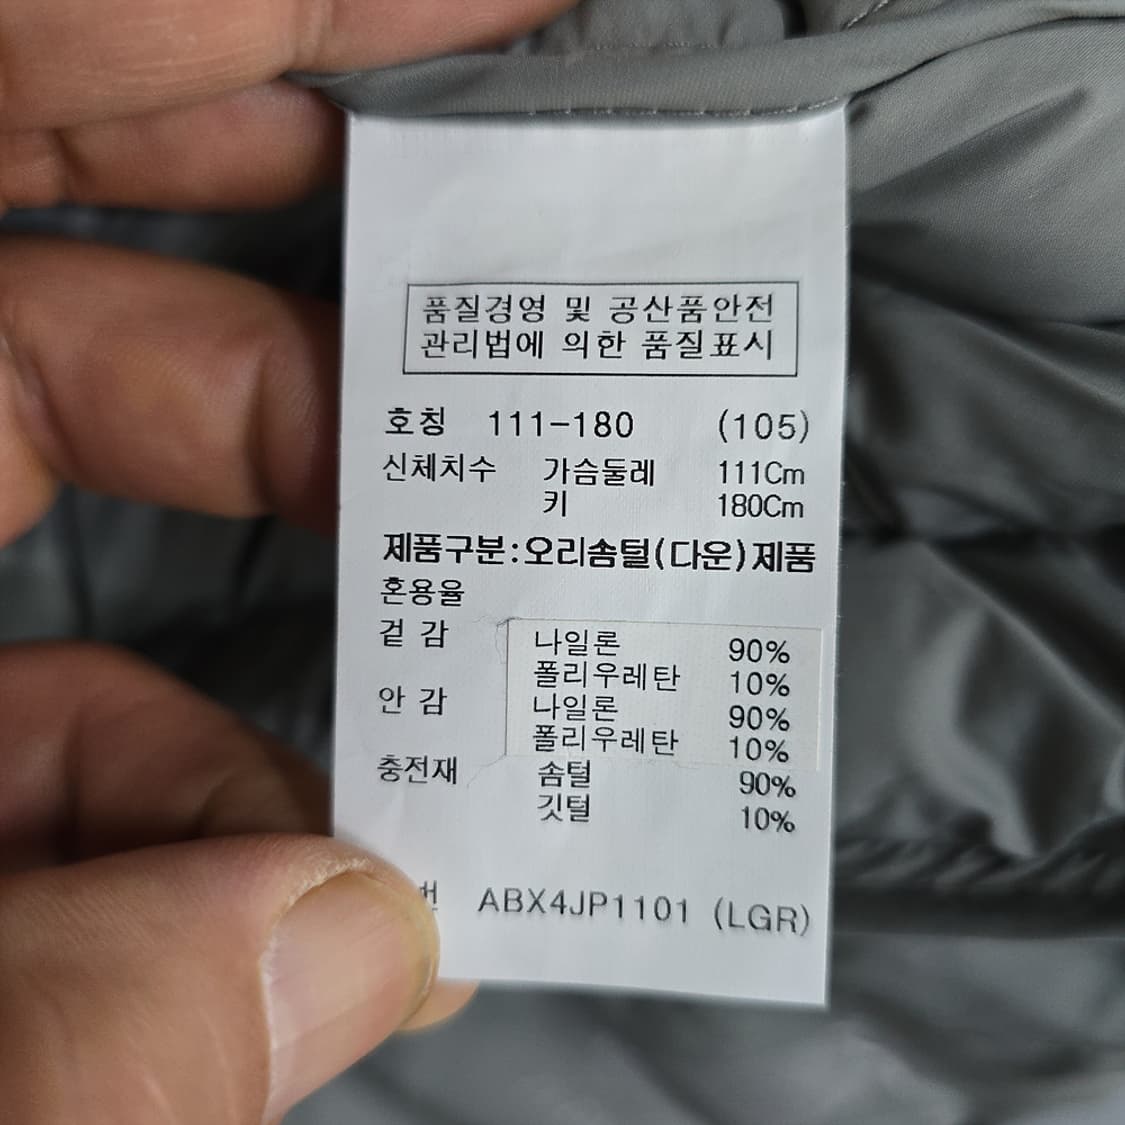 품질경영 및 공산품안전
관리법에 의한 품질표시
호칭 111-180 (105)
신체치수 가슴둘레 111Cm
키 180Cm
제품구분:오리솜털(다운)제품
혼용율
겉 감 나일론 90%
폴리우레탄 10%
안 감 나일론 90%
폴리우레탄 10%
충전재 솜털 90%
깃털 10%
번 ABX4JP1101 (LGR)